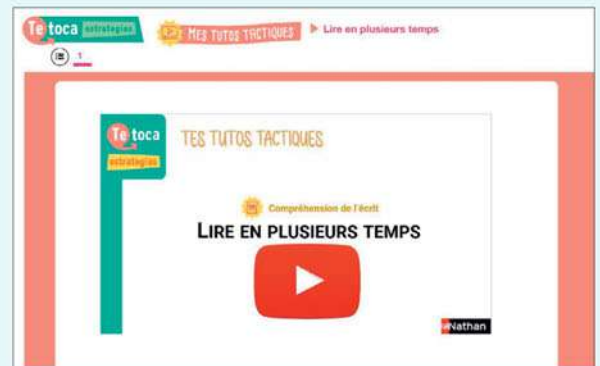 Te toca estrategias MES TUTOS TACTIQUES ▶ Lire en plusieurs temps
1
Te toca
estrategias
TES TUTOS TACTIQUES
Compréhension de l'écrit
LIRE EN PLUSIEURS TEMPS
Nathan